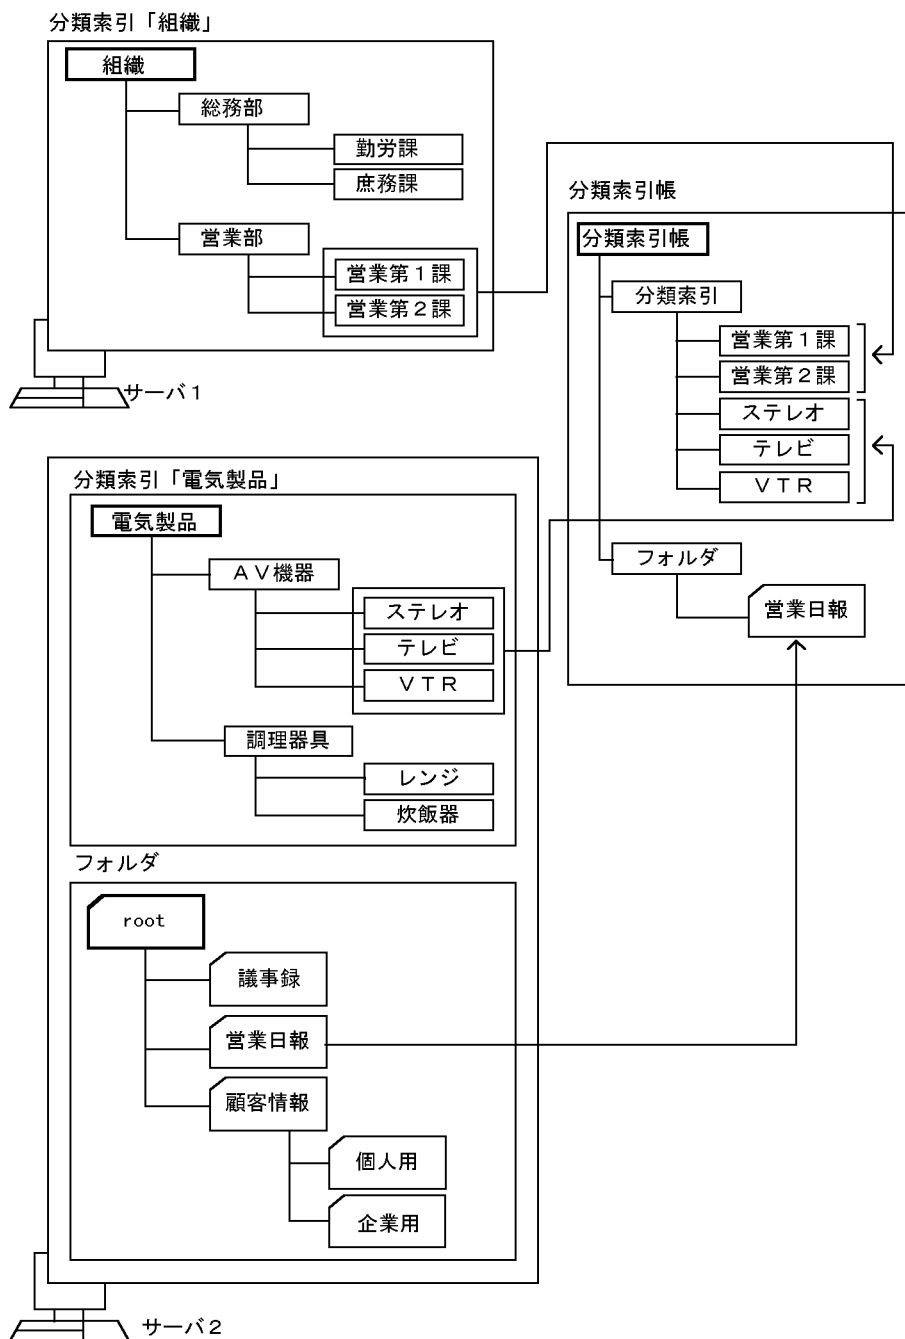 分類索引「組織」
組織
総務部
勤労課
庶務課
営業部
営業第１課
営業第２課
サーバ１
分類索引帳
分類索引帳
分類索引
営業第１課
営業第２課
ステレオ
テレビ
ＶＴＲ
フォルダ
営業日報
分類索引「電気製品」
電気製品
ＡＶ機器
ステレオ
テレビ
ＶＴＲ
調理器具
レンジ
炊飯器
フォルダ
root
議事録
営業日報
顧客情報
個人用
企業用
サーバ２